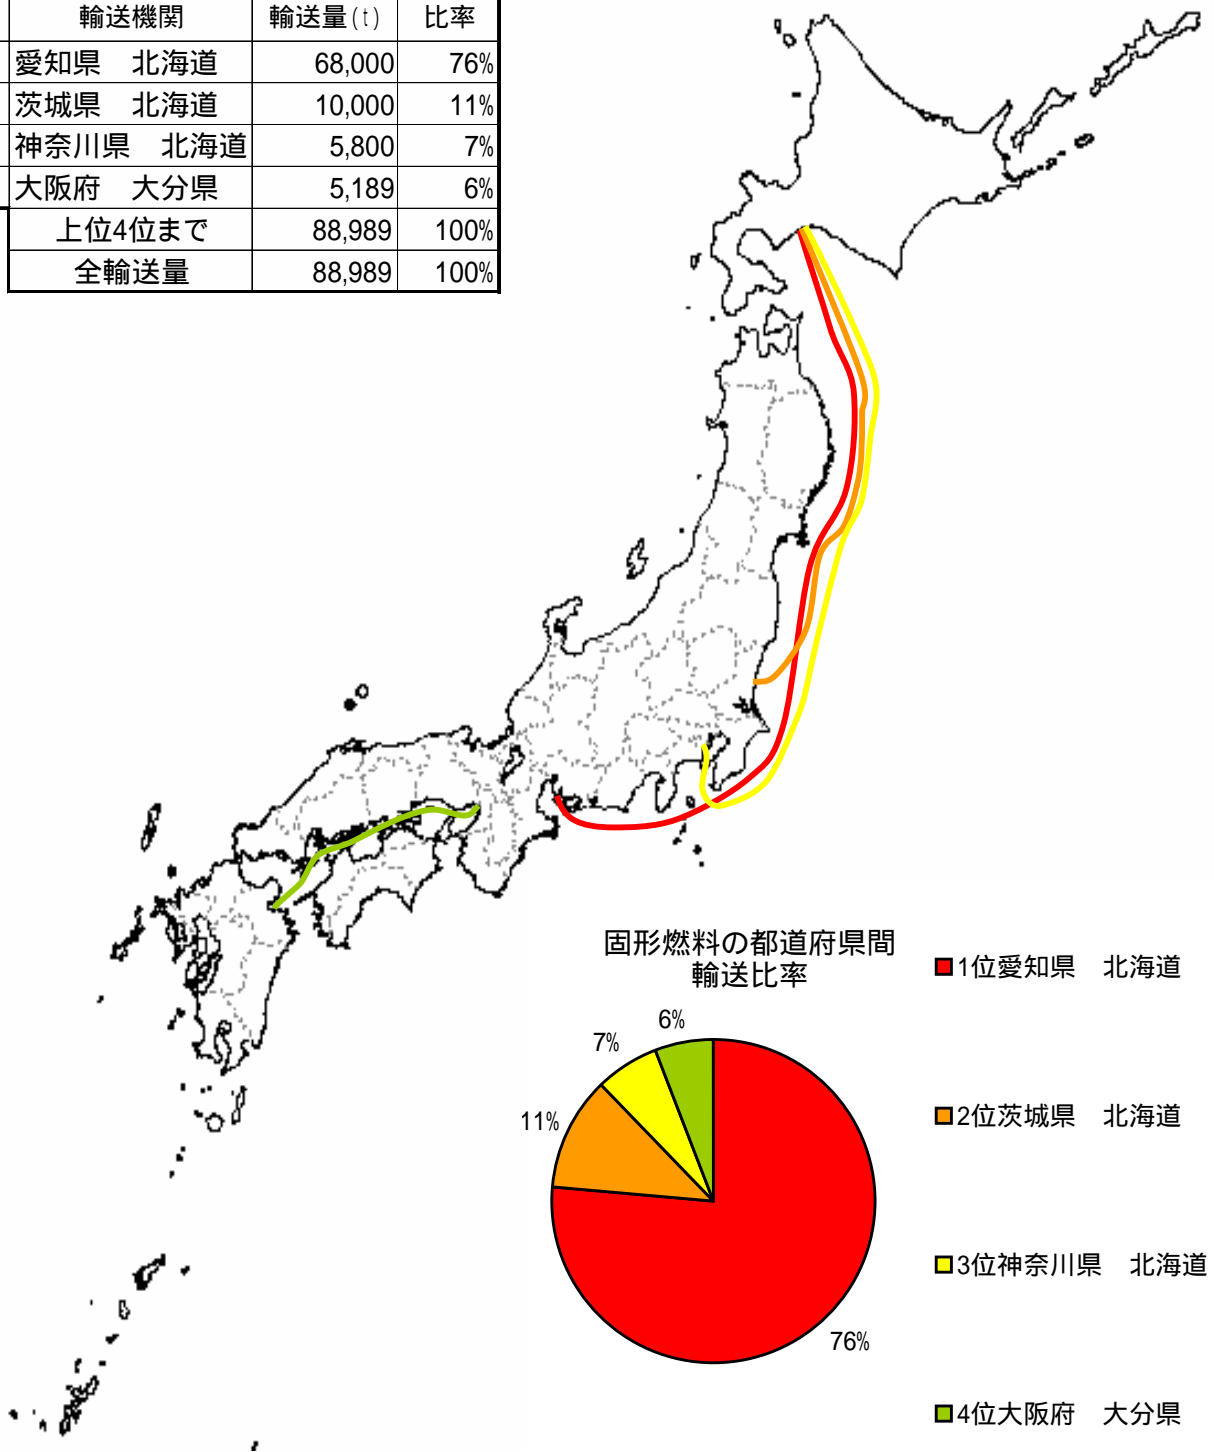 輸送機関 輸送量(t) 比率
愛知県　北海道 68,000 76%
茨城県　北海道 10,000 11%
神奈川県　北海道 5,800 7%
大阪府　大分県 5,189 6%
上位4位まで 88,989 100%
全輸送量 88,989 100%
固形燃料の都道府県間
輸送比率
6%
7%
11%
76%
1位愛知県　北海道
2位茨城県　北海道
3位神奈川県　北海道
4位大阪府　大分県